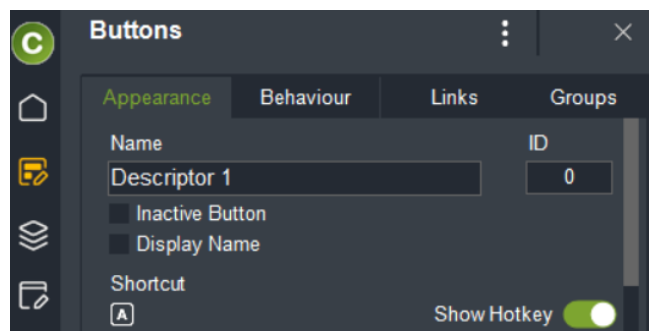 C
Buttons
Appearance Behaviour Links Groups
Name ID
Descriptor 1 0
Inactive Button
Display Name
Shortcut
A Show Hotkey